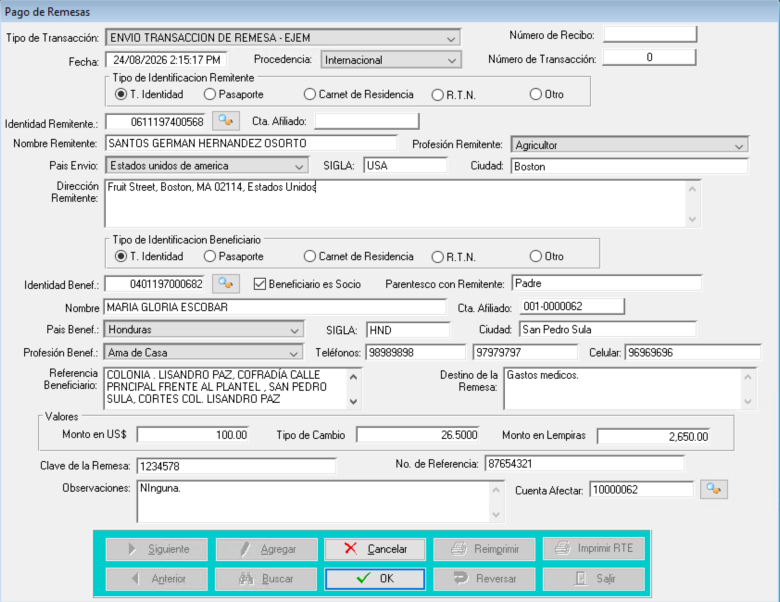 Pago de Remesas
Tipo de Transacción: ENVIO TRANSACCION DE REMESA - EJEM Número de Recibo:
Fecha: 24/08/2026 2:15:17 PM Procedencia: Internacional Número de Transacción: 0
Tipo de Identificacion Remitente
T. Identidad Pasaporte Carnet de Residencia R.T.N. Otro
Identidad Remitente.: 0611197400568 Cta. Afiliado:
Nombre Remitente: SANTOS GERMAN HERNANDEZ OSORTO Profesión Remitente: Agricultor
Pais Envio: Estados unidos de america SIGLA: USA Ciudad: Boston
Dirección Remitente: Fruit Street, Boston, MA 02114, Estados Unidos
Tipo de Identificacion Beneficiario
T. Identidad Pasaporte Carnet de Residencia R.T.N. Otro
Identidad Benef.: 0401197000682 Beneficiario es Socio Parentesco con Remitente: Padre
Nombre MARIA GLORIA ESCOBAR Cta. Afiliado: 001-0000062
Pais Benef.: Honduras SIGLA: HND Ciudad: San Pedro Sula
Profesión Benef.: Ama de Casa Teléfonos: 98989898 97979797 Celular: 96969696
Referencia Beneficiario: COLONIA . LISANDRO PAZ, COFRADÍA CALLE
PRNCIPAL FRENTE AL PLANTEL , SAN PEDRO
SULA, CORTES COL. LISANDRO PAZ
Destino de la Remesa: Gastos medicos.
Valores
Monto en US$ 100.00 Tipo de Cambio 26.5000 Monto en Lempiras 2,650.00
Clave de la Remesa: 1234578 No. de Referencia: 87654321
Observaciones: NInguna. Cuenta Afectar: 10000062
Siguiente Agregar Cancelar Reimprimir Imprimir RTE
Anterior Buscar OK Reversar Salir